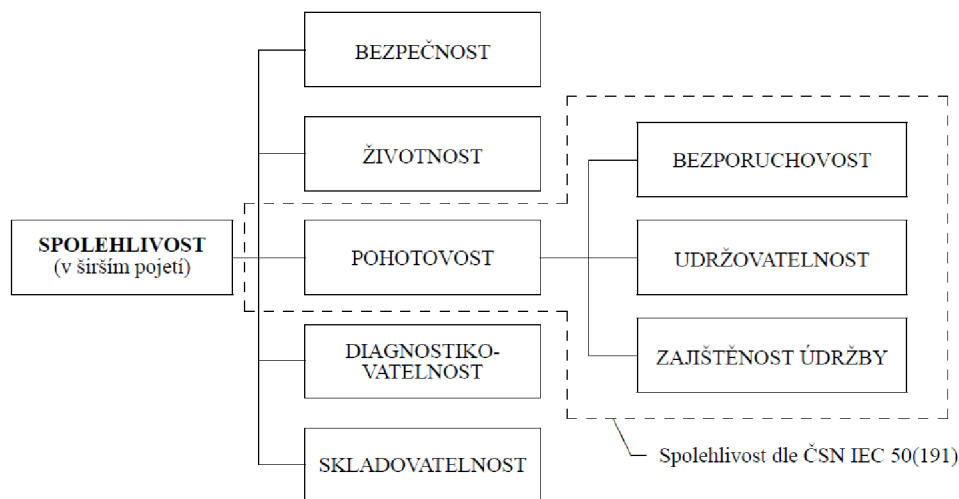 BEZPEČNOST
ŽIVOTNOST
BEZPORUCHOVOST
SPOLEHLIVOST
(v širším pojetí)
POHOTOVOST
UDRŽOVATELNOST
DIAGNOSTIKO-
VATELNOST
ZAJIŠTĚNOST ÚDRŽBY
SKLADOVATELNOST
Spolehlivost dle ČSN IEC 50(191)